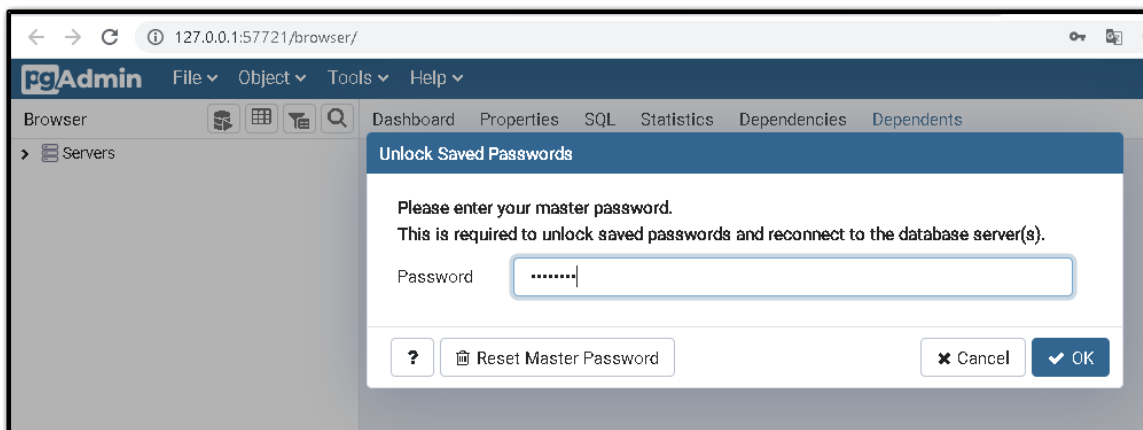 127.0.0.1:57721/browser/
pgAdmin File Object Tools Help
Browser Dashboard Properties SQL Statistics Dependencies Dependents
Servers
Unlock Saved Passwords
Please enter your master password.
This is required to unlock saved passwords and reconnect to the database server(s).
Password ••••••••
? Reset Master Password Cancel OK